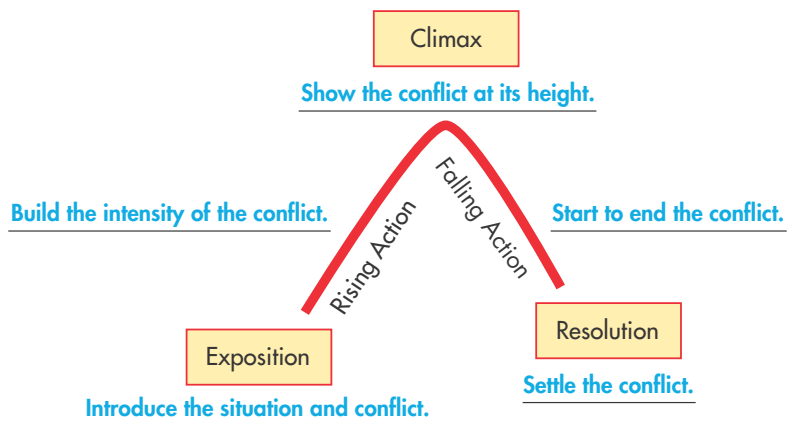 Climax
Show the conflict at its height.
Build the intensity of the conflict.
Rising Action
Falling Action
Start to end the conflict.
Exposition
Introduce the situation and conflict.
Resolution
Settle the conflict.